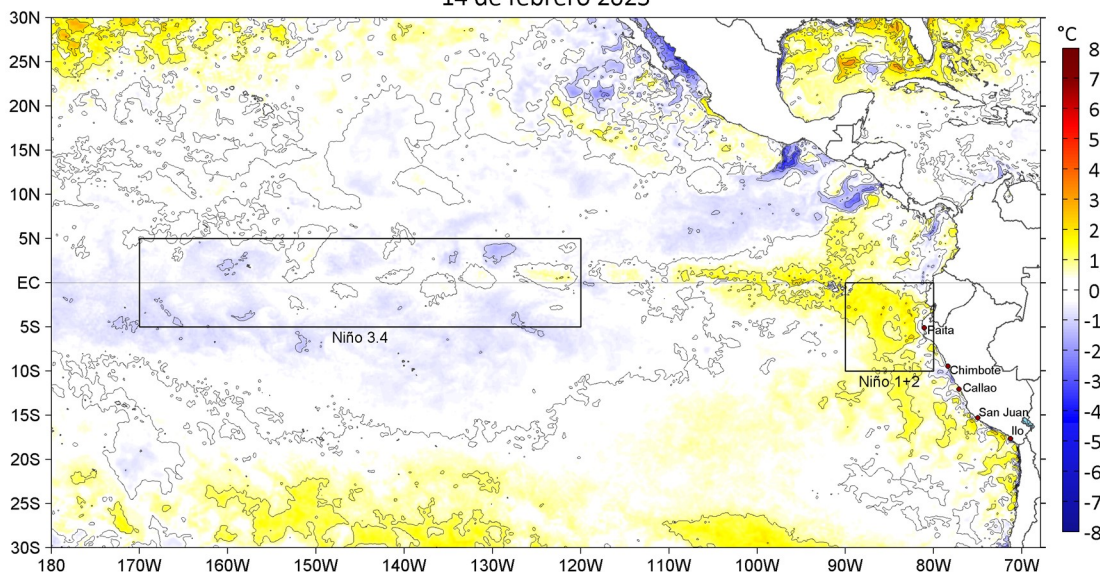 14 de febrero 2023
°C
30N
25N
20N
15N
10N
5N
EC
5S
10S
15S
20S
25S
30S
180
170W
160W
150W
140W
130W
120W
110W
100W
90W
80W
70W
Niño 3.4
Niño 1+2
Paita
Chimbote
Callao
San Juan
Ilo
8
7
6
5
4
3
2
1
0
-1
-2
-3
-4
-5
-6
-7
-8